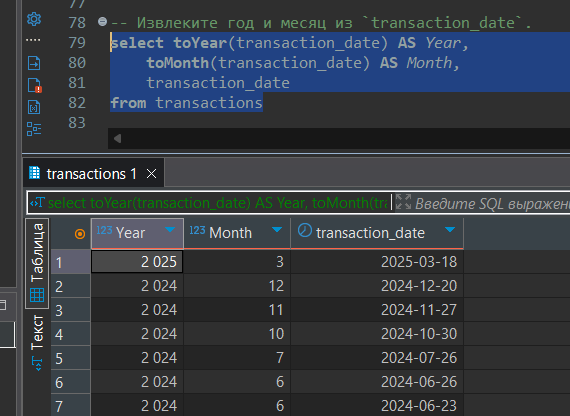 77
78 -- Извлеките год и месяц из `transaction_date`.
79 select toYear(transaction_date) AS Year,
80 toMonth(transaction_date) AS Month,
81 transaction_date
82 from transactions
83
transactions 1
select toYear(transaction_date) AS Year, toMonth(tra
Введите SQL выражен
Таблица
Текст
123 Year 123 Month transaction_date
1 2 025 3 2025-03-18
2 2 024 12 2024-12-20
3 2 024 11 2024-11-27
4 2 024 10 2024-10-30
5 2 024 7 2024-07-26
6 2 024 6 2024-06-26
7 2 024 6 2024-06-23